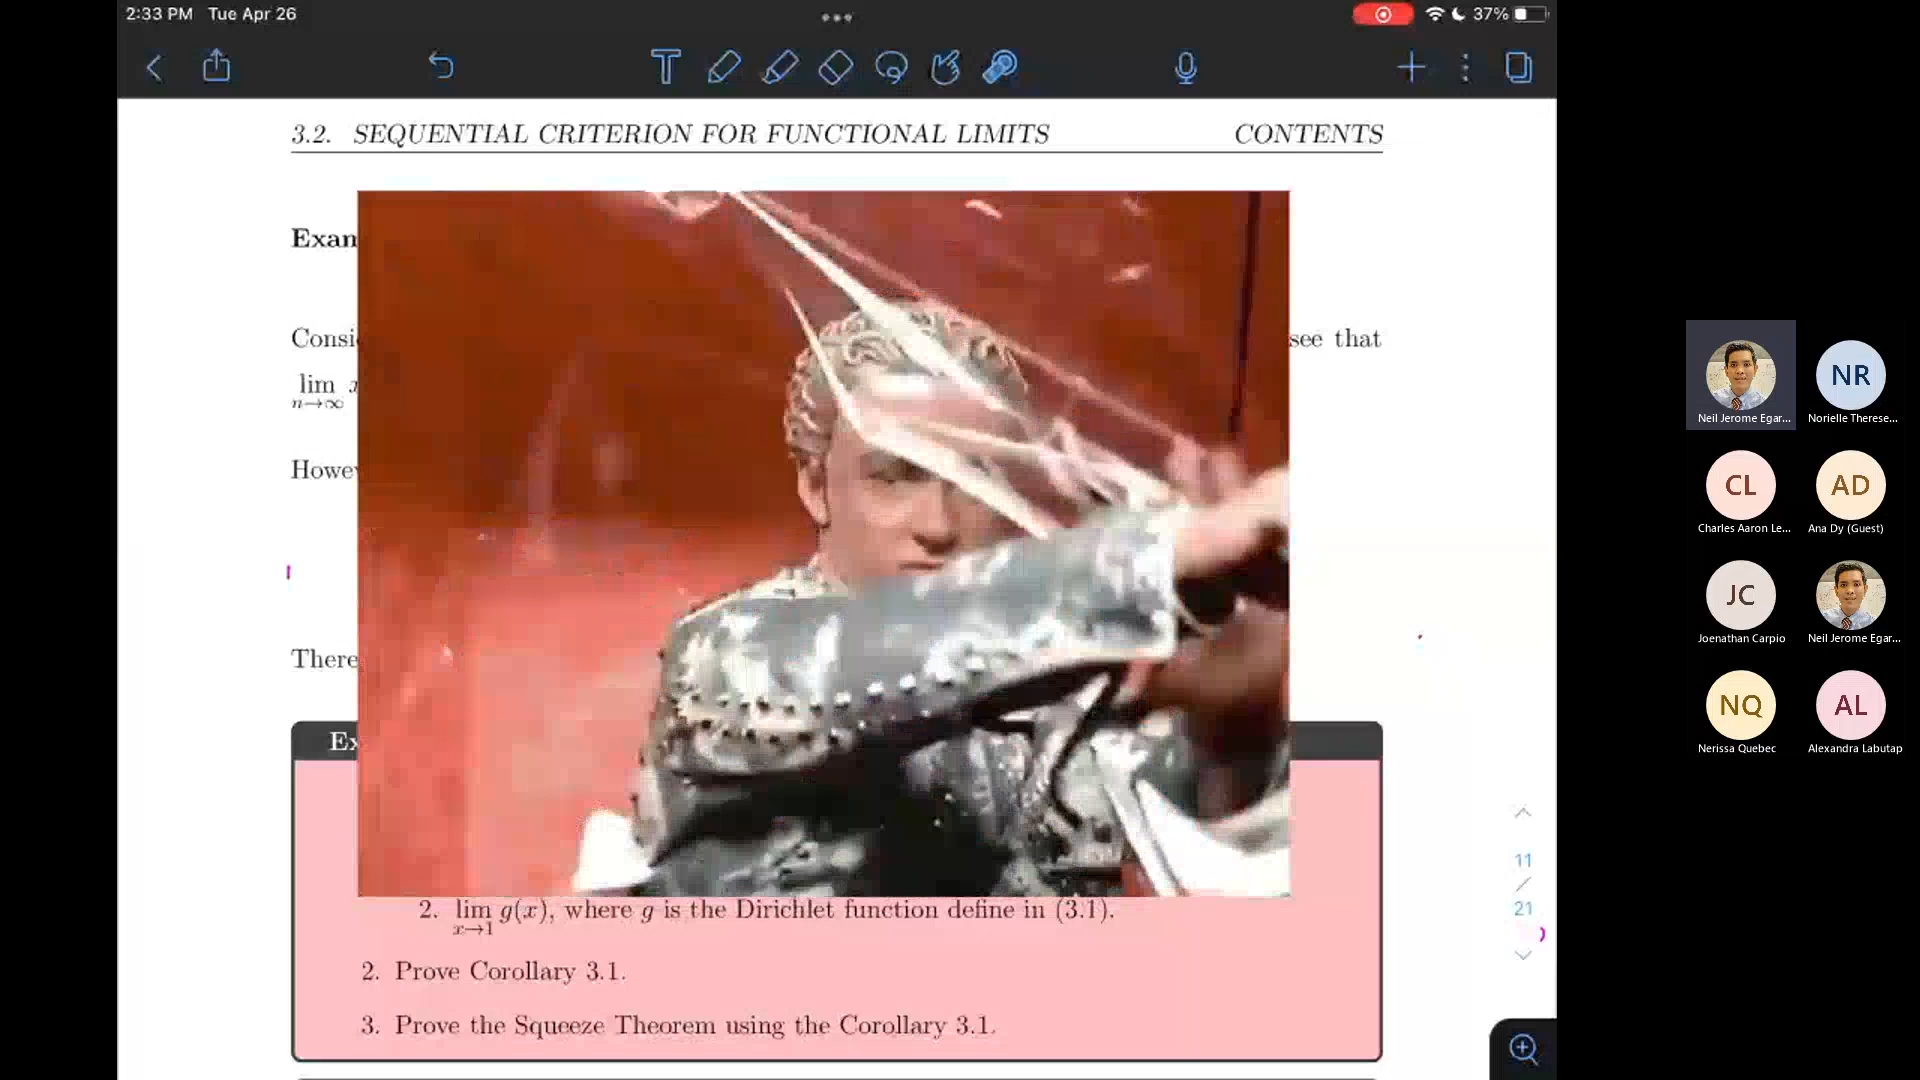 2:33 PM Tue Apr 26
37%
3.2. SEQUENTIAL CRITERION FOR FUNCTIONAL LIMITS CONTENTS
Exam
Consi see that
lim x
n→∞
Howev
There
Ex
2. lim g(x), where g is the Dirichlet function define in (3.1).
x→1
2. Prove Corollary 3.1.
3. Prove the Squeeze Theorem using the Corollary 3.1.
11
/
21
NR
Neil Jerome Egar... Norielle Therese...
CL AD
Charles Aaron Le... Ana Dy (Guest)
JC
Joenathan Carpio Neil Jerome Egar...
NQ AL
Nerissa Quebec Alexandra Labutap